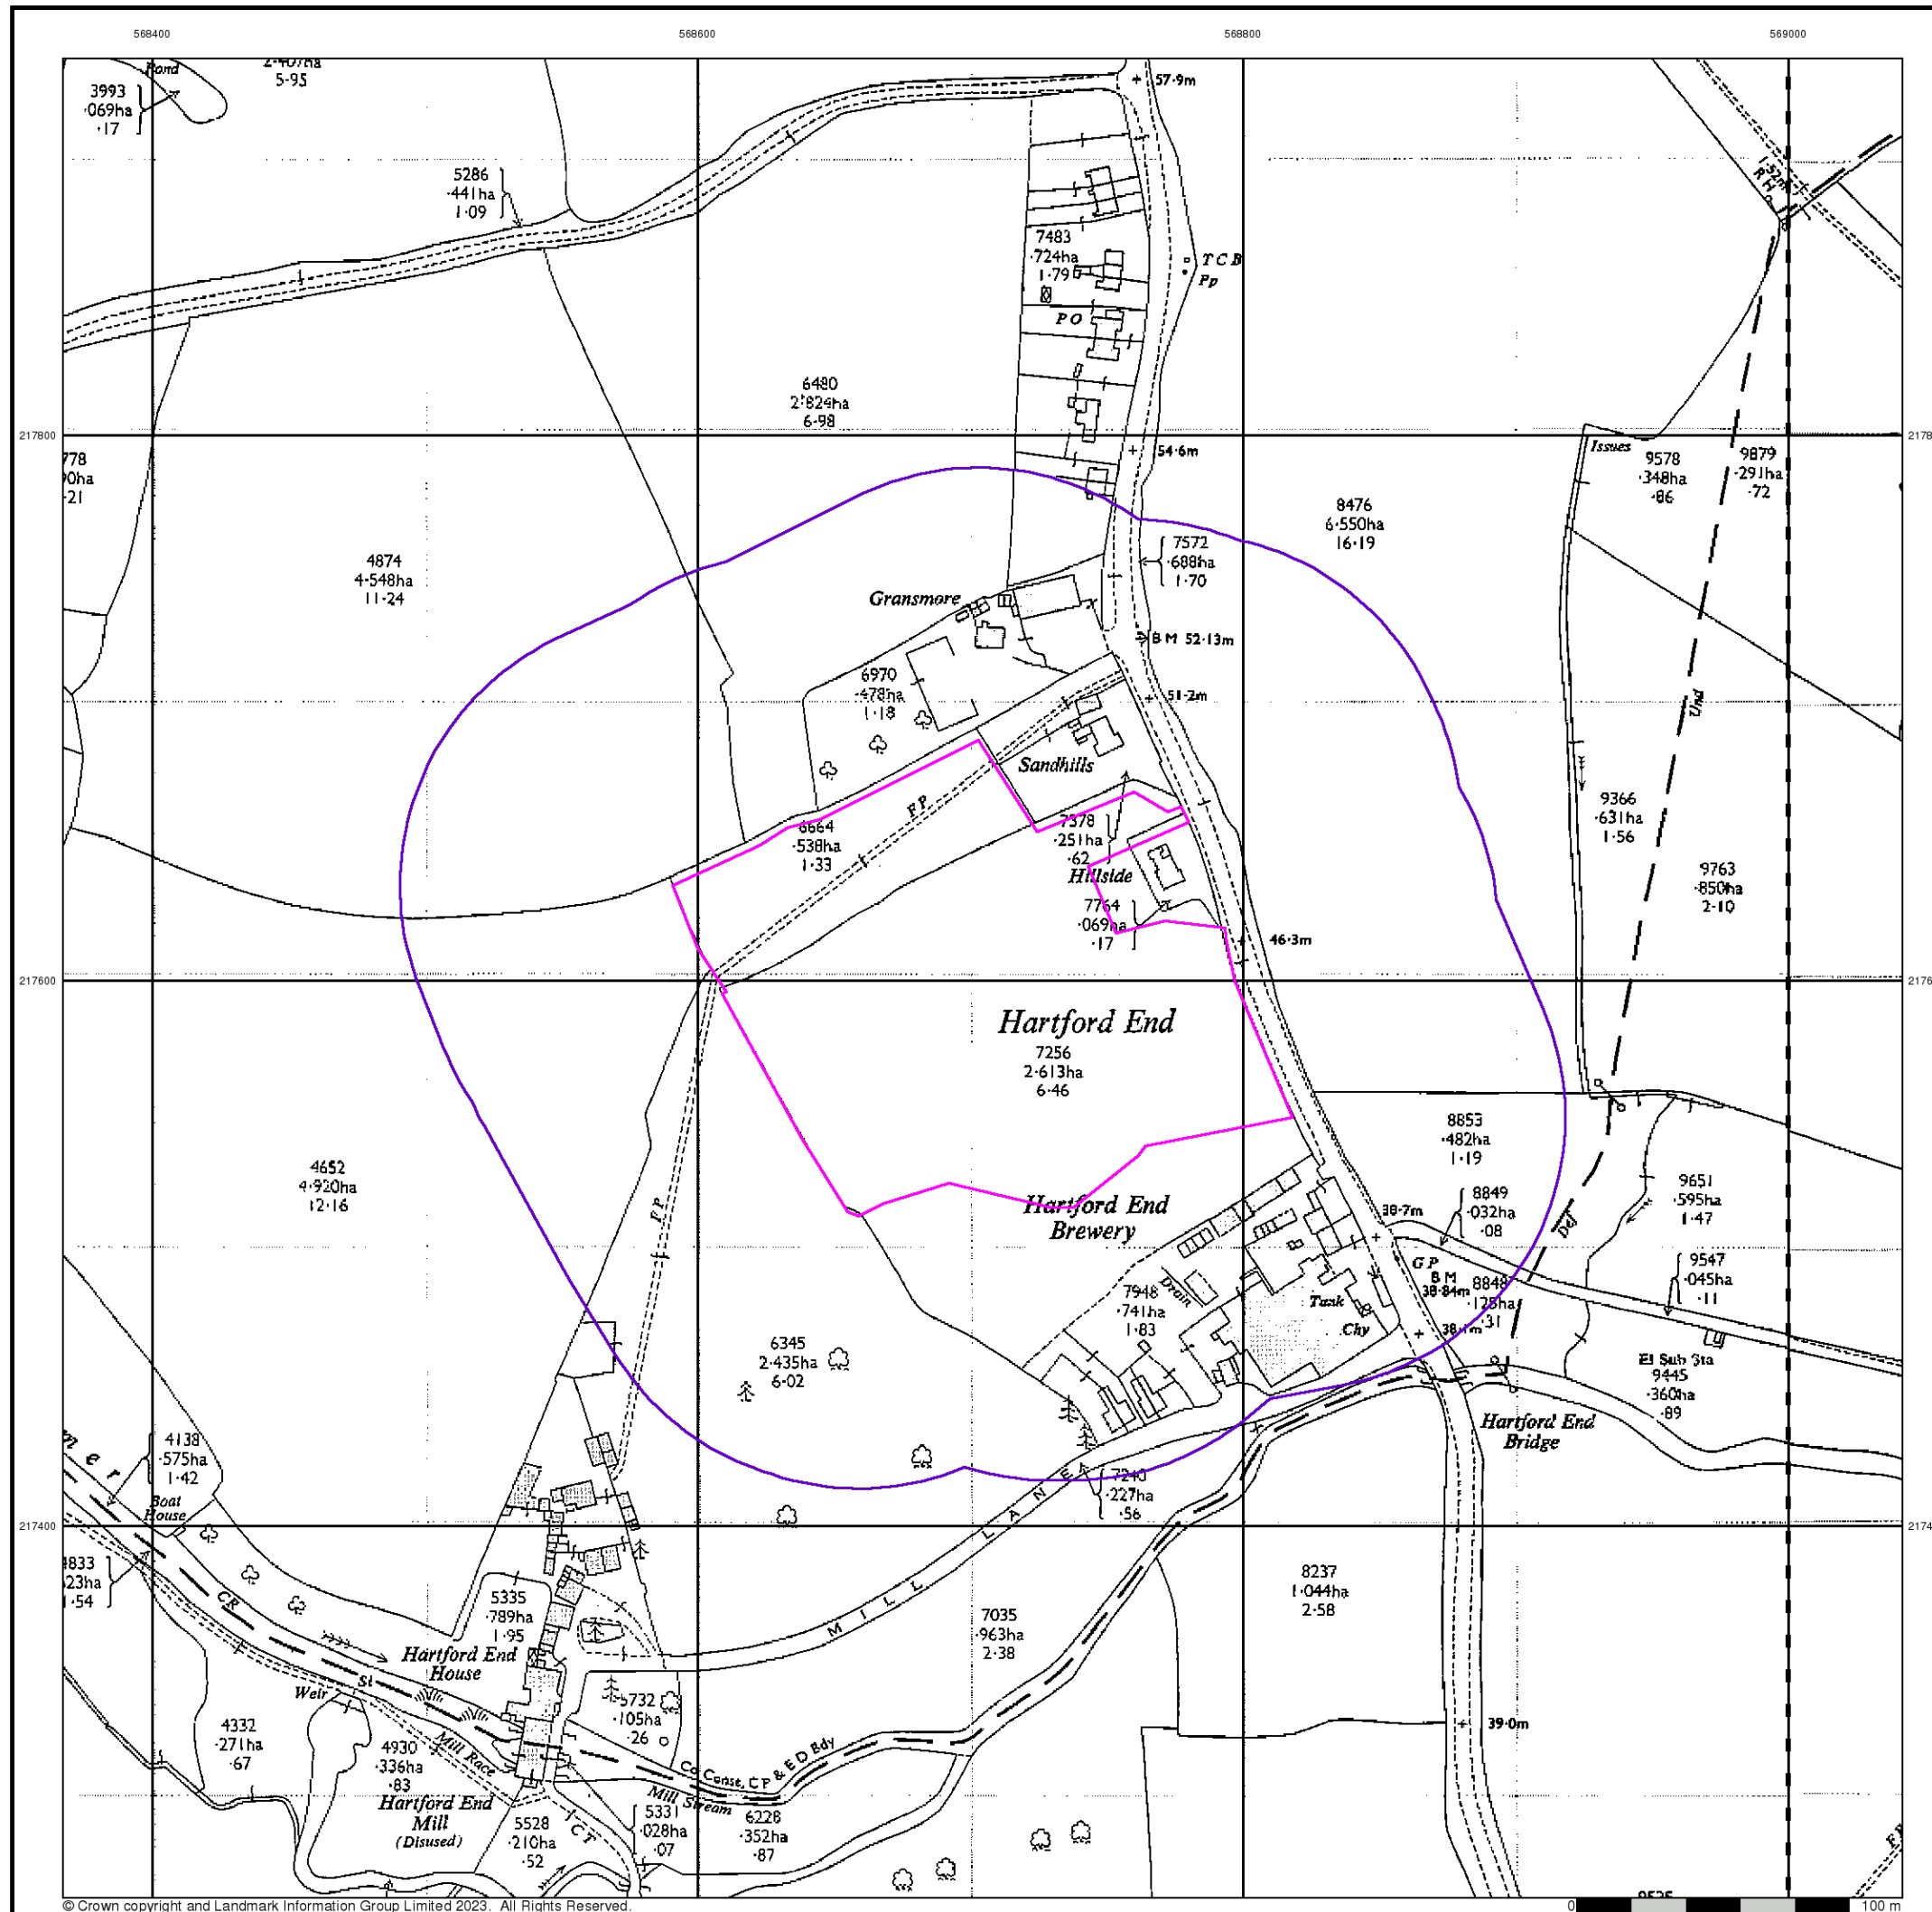 568400
568600
568800
569000
Pond
3993
·069ha
·17
5·95
57·9m
5286
·441ha
1·09
7483
·724ha
1·79
T C B
Pp
P O
R H
6480
2·824ha
6·98
217800
54·6m
Issues
9578
·348ha
·86
9879
·291ha
·72
8476
6·550ha
16·19
4874
4·548ha
11·24
7572
·688ha
1·70
Gransmore
B M 52·13m
6970
·478ha
1·18
51·2m
Und
Sandhills
FP
6664
·538ha
1·33
7378
·251ha
·62
Hillside
9366
·631ha
1·56
9763
·850ha
2·10
7764
·069ha
·17
46·3m
217600
Hartford End
7256
2·613ha
6·46
8853
·482ha
1·19
4652
4·920ha
12·16
FP
Hartford End
Brewery
38·7m
8849
·032ha
·08
Def
9651
·595ha
1·47
9547
·045ha
·11
G P
B M
38·84m
8848
·125ha
·31
Drain
7948
·741ha
1·83
Tank
Chy
38·1m
6345
2·435ha
6·02
El Sub Sta
9445
·360ha
·89
Hartford End
Bridge
4138
·575ha
1·42
Boat
House
7240
·227ha
·56
MILL LANE
217400
CR
5335
·789ha
1·95
8237
1·044ha
2·58
7035
·963ha
2·38
Hartford End
House
Sl
Weir
5732
·105ha
·26
39·0m
4332
·271ha
·67
4930
·336ha
·83
Mill Race
Co Const, CP & ED Bdy
Mill Stream
Hartford End
Mill
(Disused)
5528
·210ha
·52
CT
5331
·028ha
·07
6228
·352ha
·87
© Crown copyright and Landmark Information Group Limited 2023. All Rights Reserved.
0
100 m